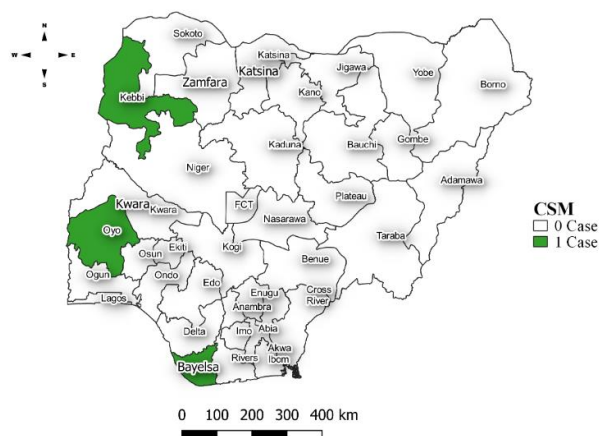 N
W E
S
Sokoto
Katsina
Katsina
Jigawa
Yobe
Borno
Zamfara
Kebbi
Kano
Gombe
Kaduna
Bauchi
Niger
Adamawa
Plateau
Kwara
Kwara
FCT
Nasarawa
Taraba
Oyo
Kogi
Osun
Ekiti
Benue
Ogun
Ondo
Edo
Lagos
Enugu
Cross
River
Anambra
Delta
Imo
Abia
Bayelsa
Rivers
Akwa
Ibom
CSM
0 Case
1 Case
0 100 200 300 400 km